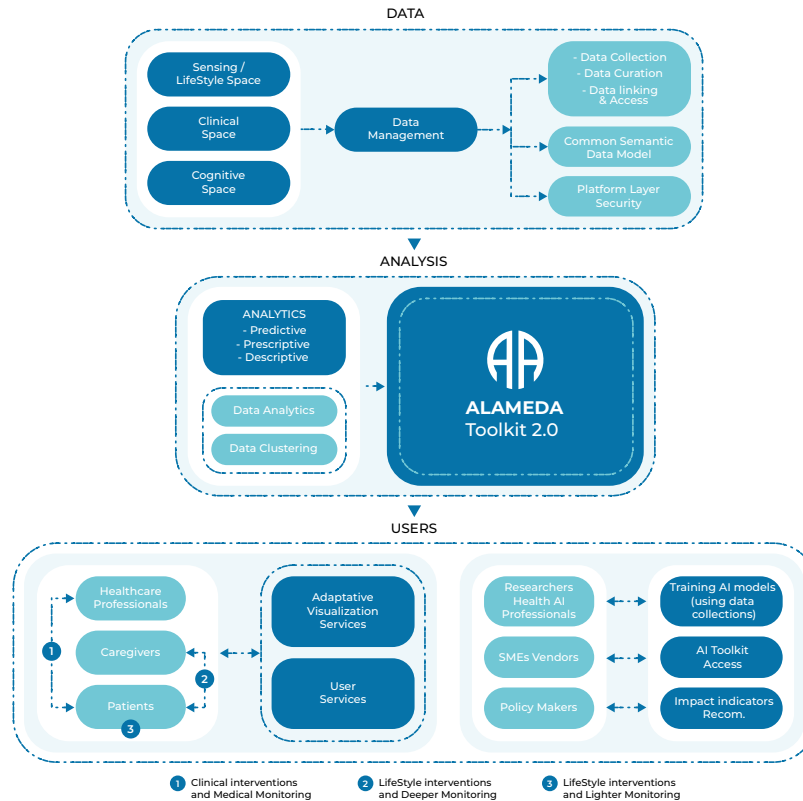 DATA
Sensing /
LifeStyle Space
Clinical
Space
Cognitive
Space
Data
Management
- Data Collection
- Data Curation
- Data linking
& Access
Common Semantic
Data Model
Platform Layer
Security
ANALYSIS
ANALYTICS
- Predictive
- Prescriptive
- Descriptive
Data Analytics
Data Clustering
ALAMEDA
Toolkit 2.0
USERS
Healthcare
Professionals
Caregivers
Patients
1
2
3
Adaptative
Visualization
Services
User
Services
Researchers
Health AI
Professionals
SMEs Vendors
Policy Makers
Training AI models
(using data
collections)
AI Toolkit
Access
Impact indicators
Recom.
1 Clinical interventions
and Medical Monitoring
2 LifeStyle interventions
and Deeper Monitoring
3 LifeStyle interventions
and Lighter Monitoring